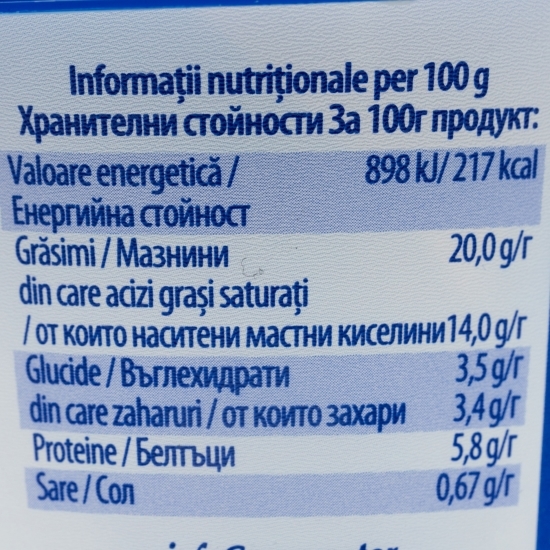 Informații nutriționale per 100 g
Хранителни стойности За 100г продукт:
Valoare energetică / 898 kJ/ 217 kcal
Енергийна стойност
Grăsimi / Мазнини 20,0 g/г
din care acizi grași saturați
/ от които наситени мастни киселини 14,0 g/г
Glucide / Въглехидрати 3,5 g/г
din care zaharuri / от които захари 3,4 g/г
Proteine / Белтъци 5,8 g/г
Sare / Сол 0,67 g/г